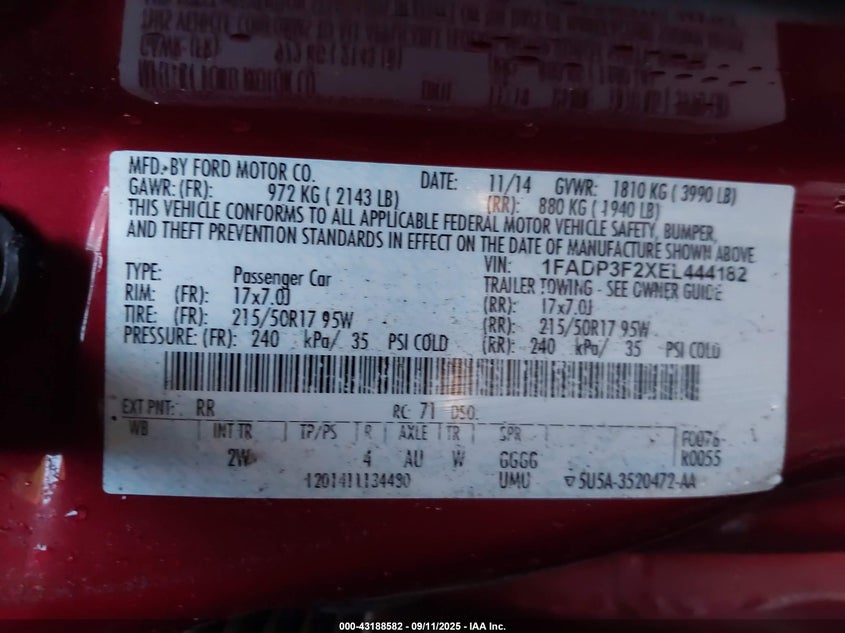 MFD. BY FORD MOTOR CO. DATE: 11/14 GVWR: 1810 KG ( 3990 LB)
GAWR: (FR): 972 KG ( 2143 LB) (RR): 880 KG ( 1940 LB)
THIS VEHICLE CONFORMS TO ALL APPLICABLE FEDERAL MOTOR VEHICLE SAFETY, BUMPER,
AND THEFT PREVENTION STANDARDS IN EFFECT ON THE DATE OF MANUFACTURE SHOWN ABOVE
VIN: 1FADP3F2XEL444182
TYPE: Passenger Car TRAILER TOWING - SEE OWNER GUIDE
RIM: (FR): 17x7.0J (RR): 17x7.0J
TIRE: (FR): 215/50R17 95W (RR): 215/50R17 95W
PRESSURE: (FR): 240 kPa/ 35 PSI COLD (RR): 240 kPa/ 35 PSI COLD
EXT PNT: RR RC: 71 DSO:
WB INT TR TP/PS R AXLE TR SPR F0076
2W 4 AU W GGGG R0055
1201411134490 UMU 5U5A-3520472-AA
000-43188582 - 09/11/2025 - IAA Inc.